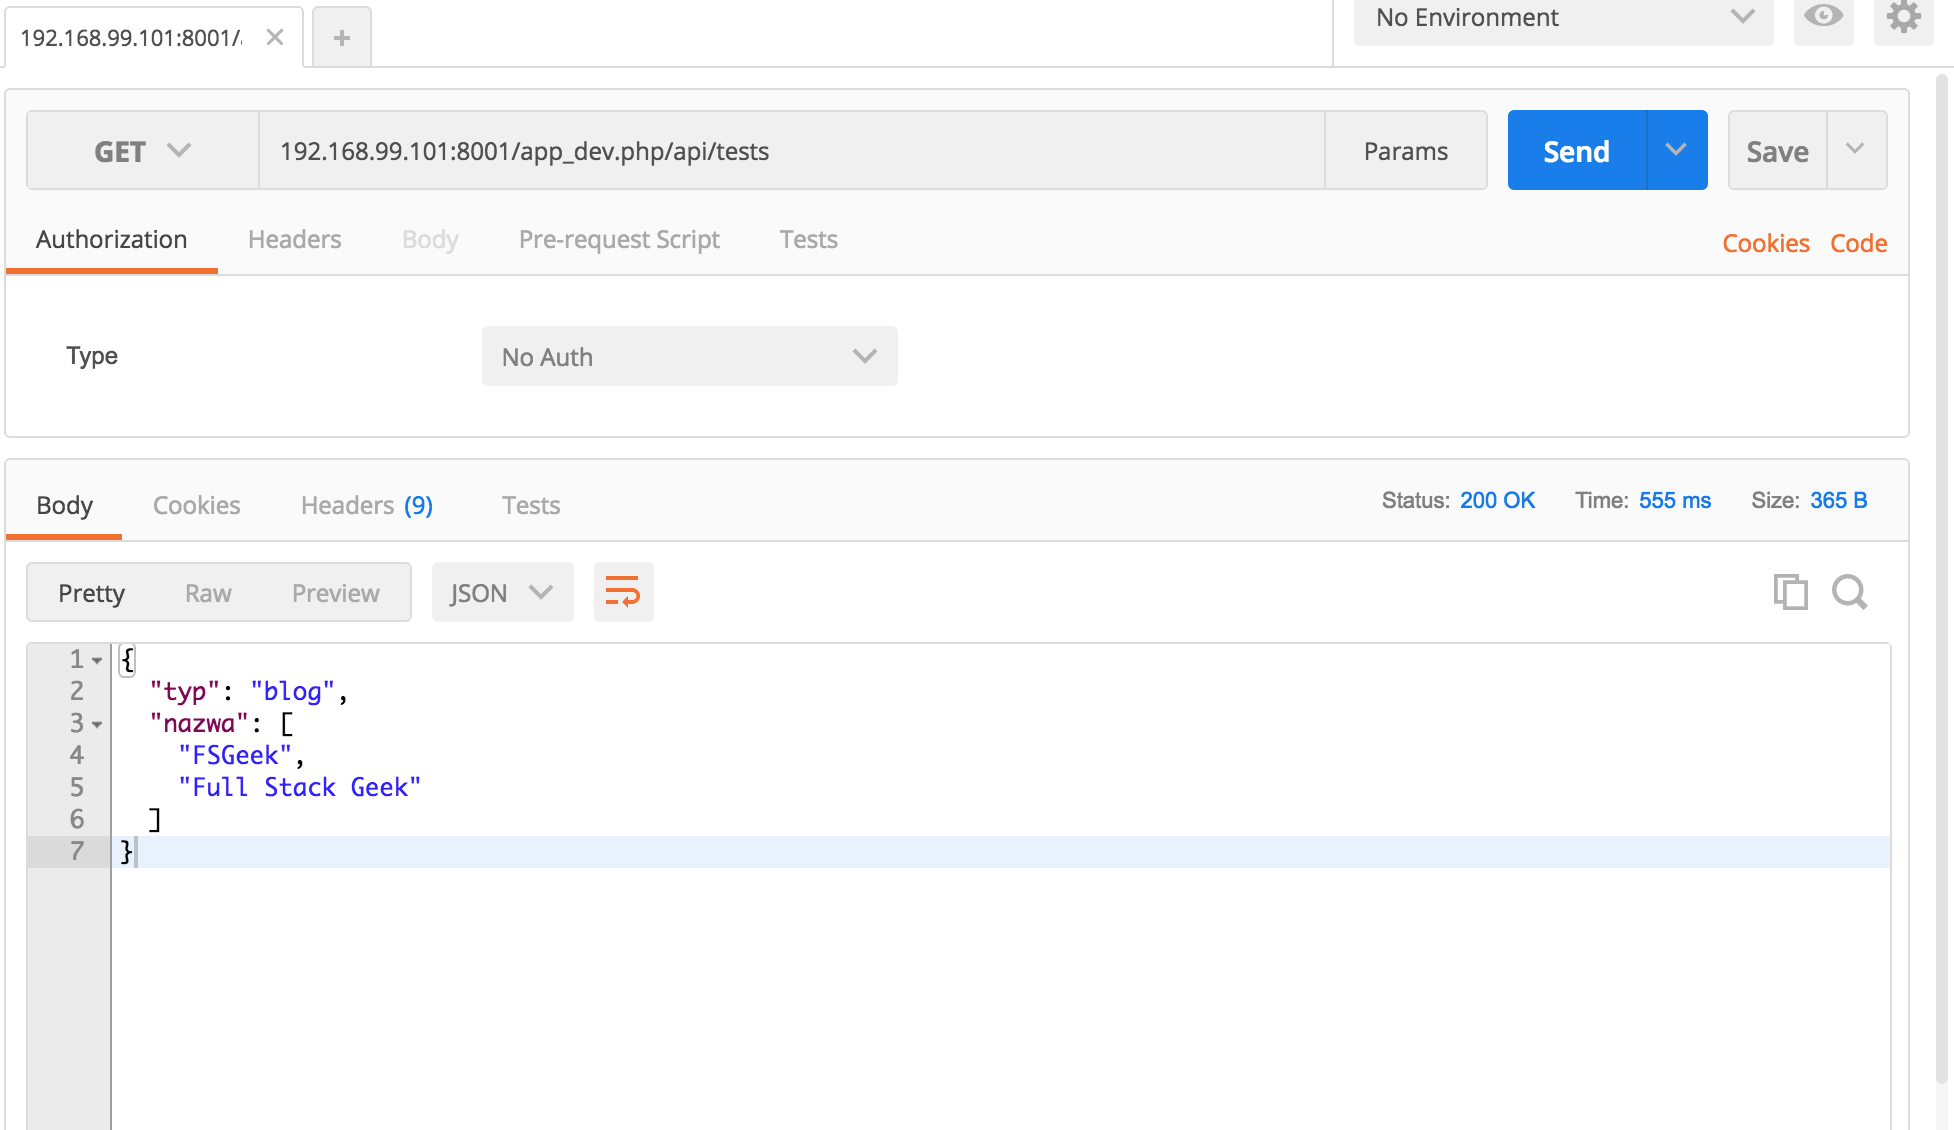 192.168.99.101:8001/
No Environment
GET
192.168.99.101:8001/app_dev.php/api/tests
Params
Send
Save
Authorization Headers Body Pre-request Script Tests
Cookies Code
Type
No Auth
Body Cookies Headers (9) Tests
Status: 200 OK Time: 555 ms Size: 365 B
Pretty Raw Preview
JSON
1 {
2 "typ": "blog",
3 "nazwa": [
4 "FSGeek",
5 "Full Stack Geek"
6 ]
7 }